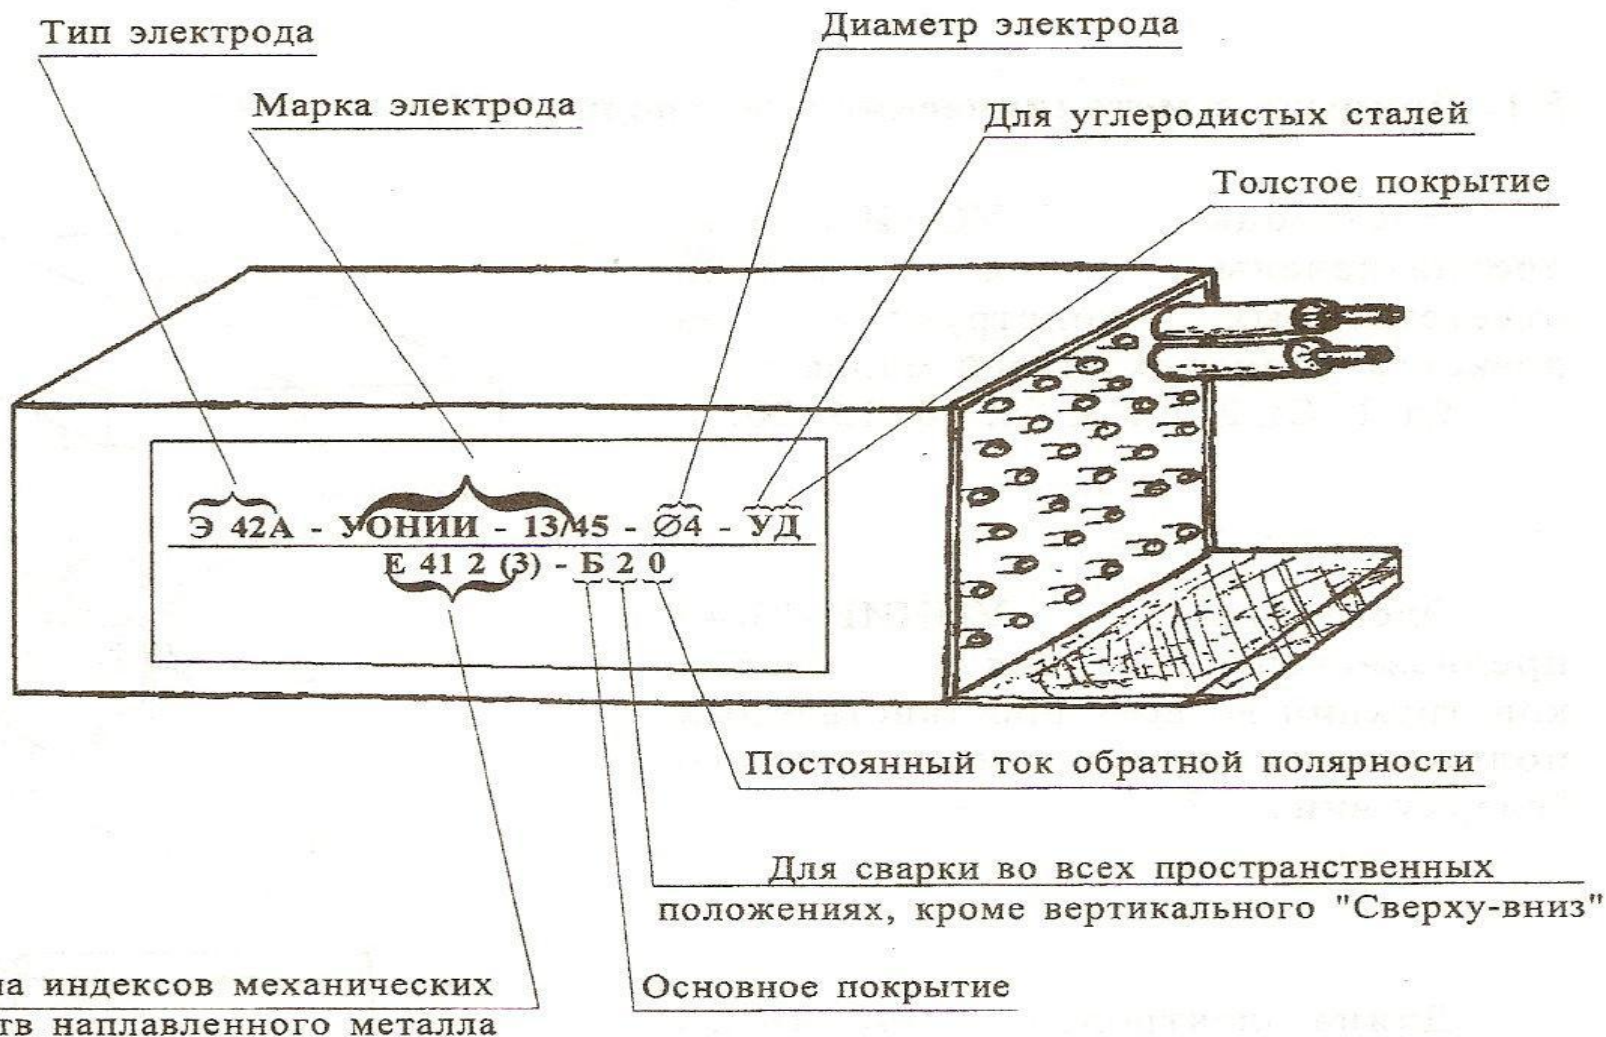 Тип электрода
Диаметр электрода
Марка электрода
Для углеродистых сталей
Толстое покрытие
Э 42А - УОНИИ - 13/45 - Ø4 - УД
Е 41 2 (3) - Б 2 0
Постоянный ток обратной полярности
Для сварки во всех пространственных
положениях, кроме вертикального "Сверху-вниз"
Основное покрытие
на индексов механических
тв наплавленного металла